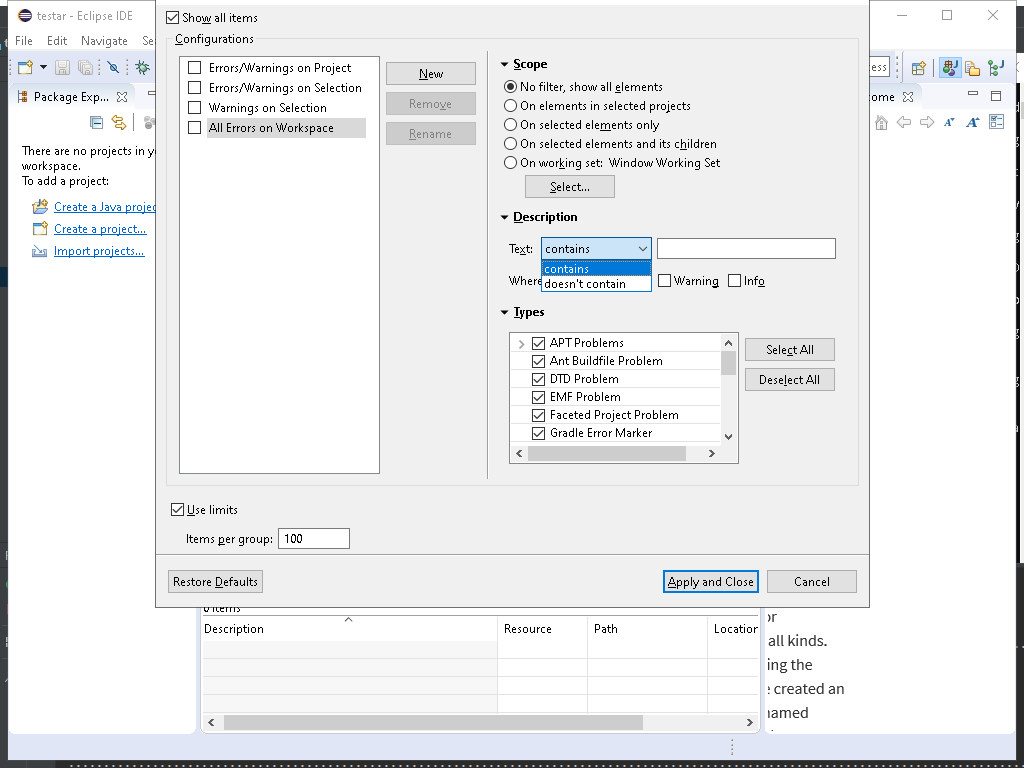 testar - Eclipse IDE
File Edit Navigate Se
Package Exp...
There are no projects in y
workspace.
To add a project:
Create a Java projec
Create a project...
Import projects...
Show all items
Configurations
Errors/Warnings on Project
Errors/Warnings on Selection
Warnings on Selection
All Errors on Workspace
New
Remove
Rename
Scope
No filter, show all elements
On elements in selected projects
On selected elements only
On selected elements and its children
On working set: Window Working Set
Select...
Description
Text: contains
contains
doesn't contain
Where Warning Info
Types
APT Problems
Ant Buildfile Problem
DTD Problem
EMF Problem
Faceted Project Problem
Gradle Error Marker
Select All
Deselect All
Use limits
Items per group: 100
Restore Defaults
Apply and Close
Cancel
0 items
Description Resource Path Location
ess
ome
or
all kinds.
ing the
e created an
named